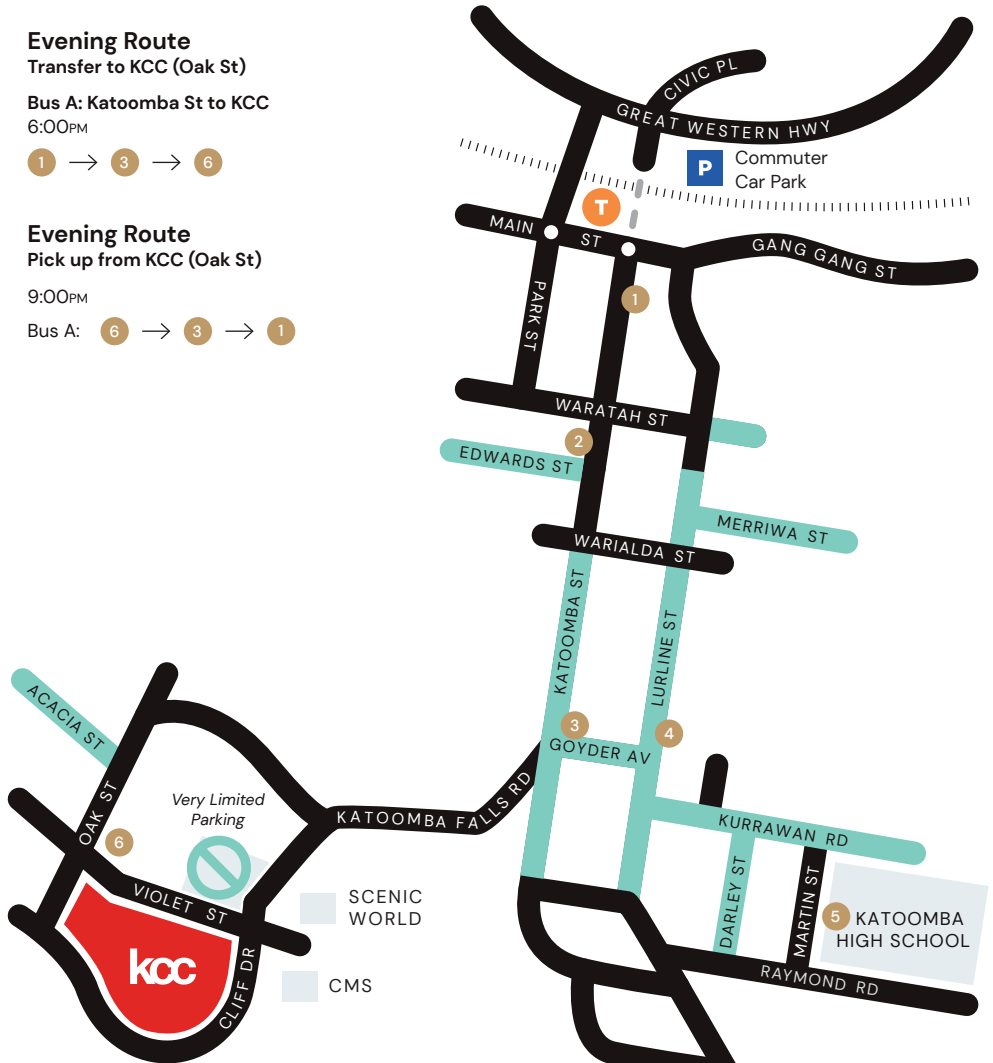 Evening Route
Transfer to KCC (Oak St)
Bus A: Katoomba St to KCC
6:00PM
1 → 3 → 6
Evening Route
Pick up from KCC (Oak St)
9:00PM
Bus A: 6 → 3 → 1
CIVIC PL
GREAT WESTERN HWY
P
Commuter
Car Park
T
MAIN ST
GANG GANG ST
1
PARK ST
WARATAH ST
2
EDWARDS ST
MERRIWA ST
WARIALDA ST
KATOOMBA ST
LURLINE ST
3
4
GOYDER AV
ACACIA ST
OAK ST
Very Limited
Parking
KATOOMBA FALLS RD
KURRAWAN RD
6
VIOLET ST
SCENIC
WORLD
DARLEY ST
MARTIN ST
5
KATOOMBA
HIGH SCHOOL
kcc
CLIFF DR
CMS
RAYMOND RD